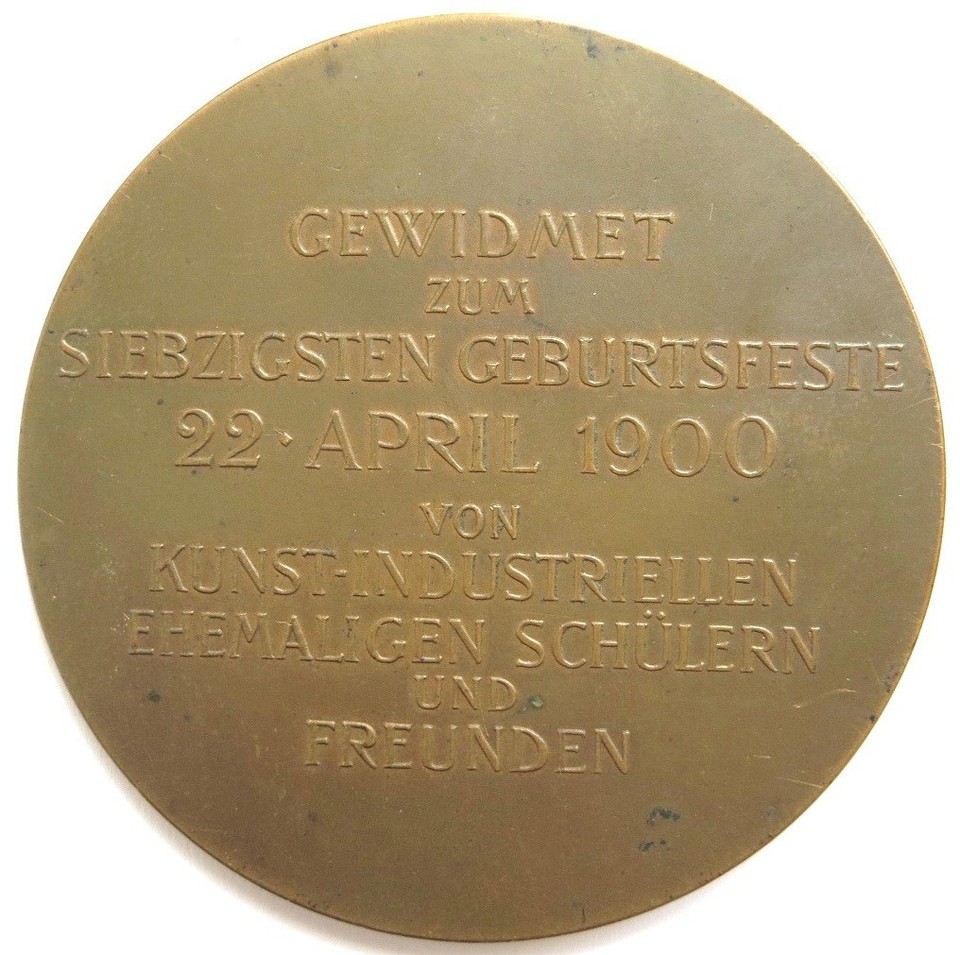 GEWIDMET
ZUM
SIEBZIGSTEN GEBURTSFESTE
22· APRIL 1900
VON
KUNST-INDUSTRIELLEN
EHEMALIGEN SCHÜLERN
UND
FREUNDEN